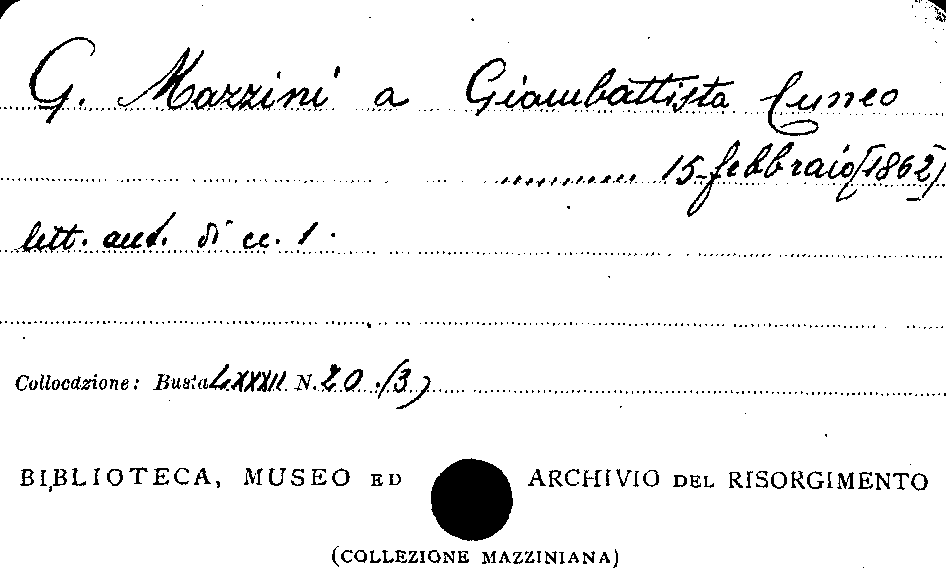 G. Mazzini a Giambattista Cuneo
......... 15 febbraio [1862]
lett. aut. di cc. 1.
Collocazione: Busta LXXXII N. 20 /3)
BIBLIOTECA, MUSEO ED ARCHIVIO DEL RISORGIMENTO
(COLLEZIONE MAZZINIANA)